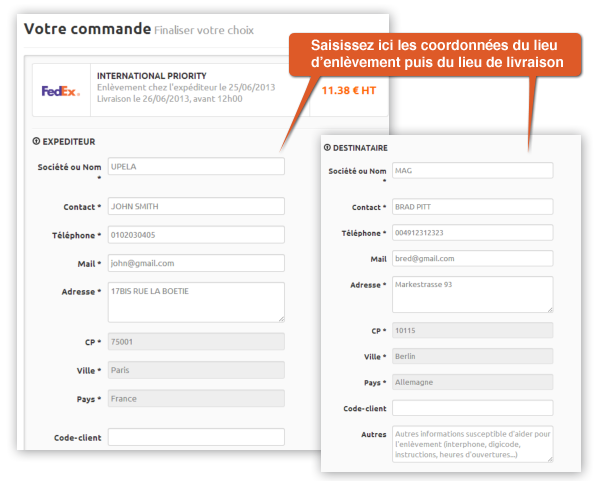 Votre commande Finaliser votre choix
Saisissez ici les coordonnées du lieu
d'enlèvement puis du lieu de livraison
FedEx.
INTERNATIONAL PRIORITY
Enlèvement chez l'expéditeur le 25/06/2013
Livraison le 26/06/2013, avant 12h00
11.38 € HT
EXPEDITEUR
Société ou Nom * UPELA
Contact * JOHN SMITH
Téléphone * 0102030405
Mail * john@gmail.com
Adresse * 17BIS RUE LA BOETIE
CP * 75001
Ville * Paris
Pays * France
Code-client
DESTINATAIRE
Société ou Nom * MAG
Contact * BRAD PITT
Téléphone * 004912312323
Mail bred@gmail.com
Adresse * Markestrasse 93
CP * 10115
Ville * Berlin
Pays * Allemagne
Code-client
Autres Autres informations susceptible d'aider pour
l'enlèvement (interphone, digicode,
instructions, heures d'ouvertures...)